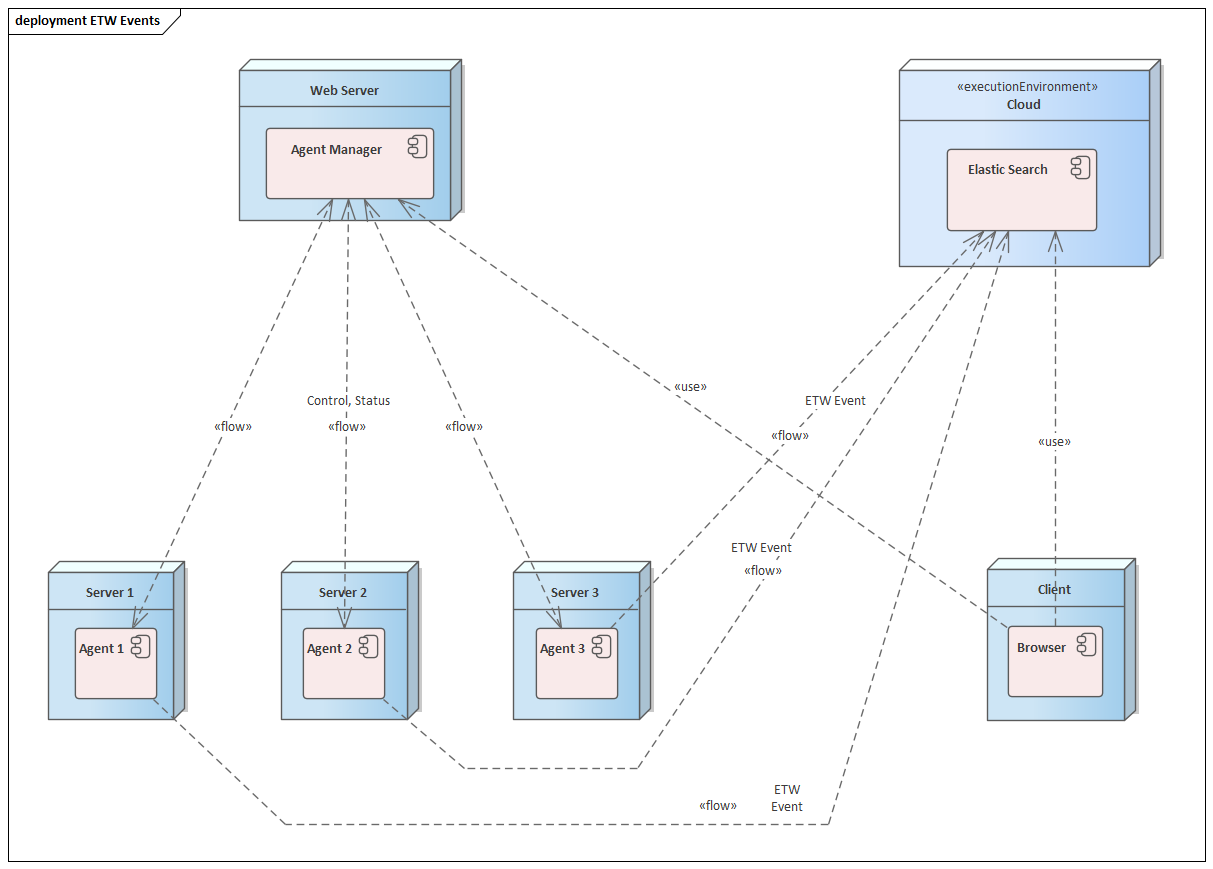 deployment ETW Events
Web Server
Agent Manager
«executionEnvironment»
Cloud
Elastic Search
«use»
Control, Status
ETW Event
«flow»
«flow»
«flow»
«flow»
«use»
ETW Event
«flow»
Server 1
Agent 1
Server 2
Agent 2
Server 3
Agent 3
Client
Browser
ETW
Event
«flow»